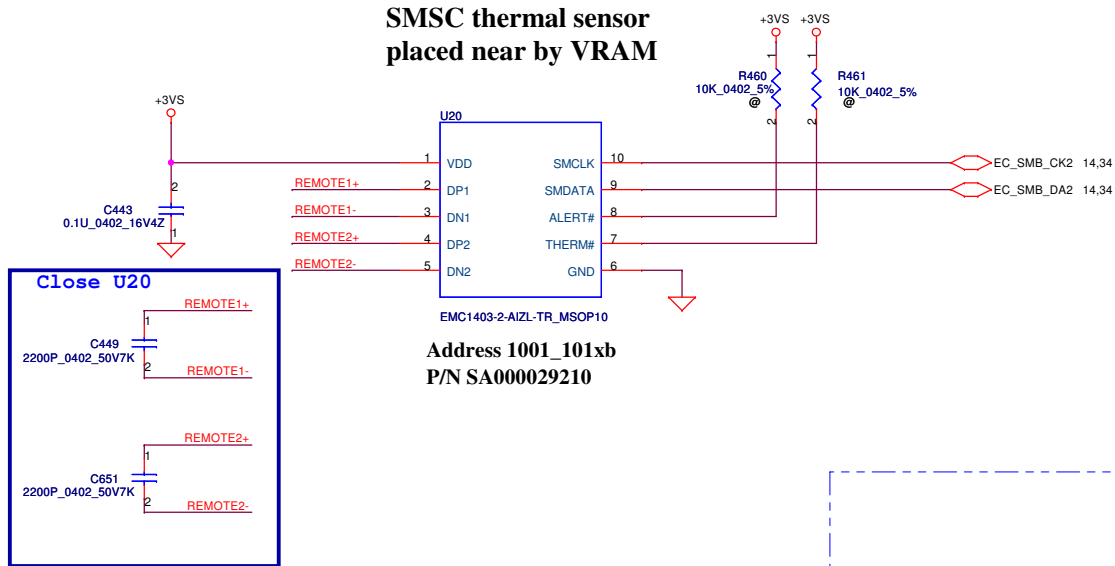 SMSC thermal sensor
placed near by VRAM
+3VS
+3VS
1
1
R460
10K_0402_5%
@
2
R461
10K_0402_5%
@
2
+3VS
2
C443
0.1U_0402_16V4Z
1
U20
1 VDD
REMOTE1+ 2 DP1
REMOTE1- 3 DN1
REMOTE2+ 4 DP2
REMOTE2- 5 DN2
SMCLK 10
SMDATA 9
ALERT# 8
THERM# 7
GND 6
EC_SMB_CK2 14,34
EC_SMB_DA2 14,34
EMC1403-2-AIZL-TR_MSOP10
Address 1001_101xb
P/N SA000029210
Close U20
REMOTE1+
1
C449
2200P_0402_50V7K
2
REMOTE1-
REMOTE2+
1
C651
2200P_0402_50V7K
2
REMOTE2-